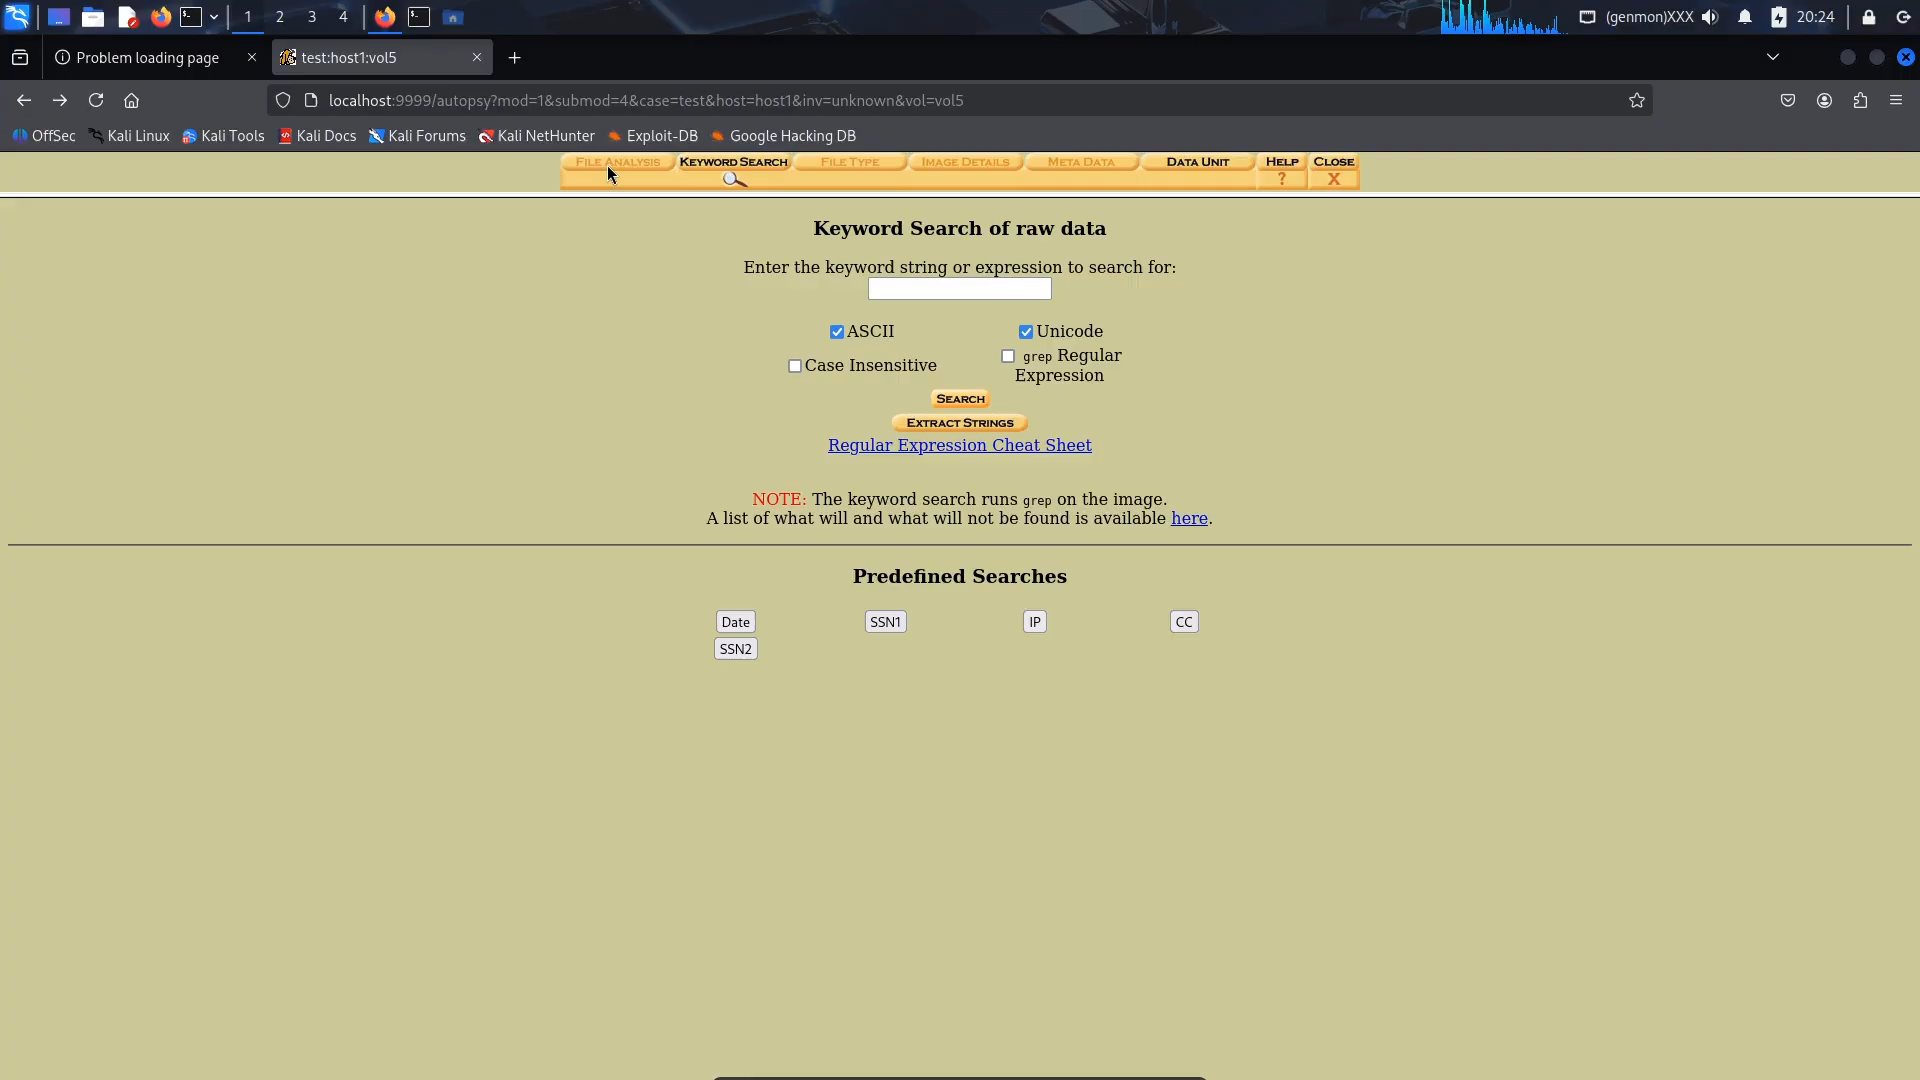 1 2 3 4 (genmon)XXX 20:24
Problem loading page test:host1:vol5
localhost:9999/autopsy?mod=1&submod=4&case=test&host=host1&inv=unknown&vol=vol5
OffSec Kali Linux Kali Tools Kali Docs Kali Forums Kali NetHunter Exploit-DB Google Hacking DB
FILE ANALYSIS KEYWORD SEARCH FILE TYPE IMAGE DETAILS META DATA DATA UNIT HELP CLOSE
? X
Keyword Search of raw data
Enter the keyword string or expression to search for:
ASCII Unicode
Case Insensitive grep Regular
Expression
SEARCH
EXTRACT STRINGS
Regular Expression Cheat Sheet
NOTE: The keyword search runs grep on the image.
A list of what will and what will not be found is available here.
Predefined Searches
Date SSN1 IP CC
SSN2